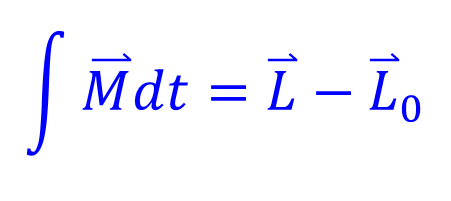 ∫ M⃗ dt = L⃗ − L⃗₀